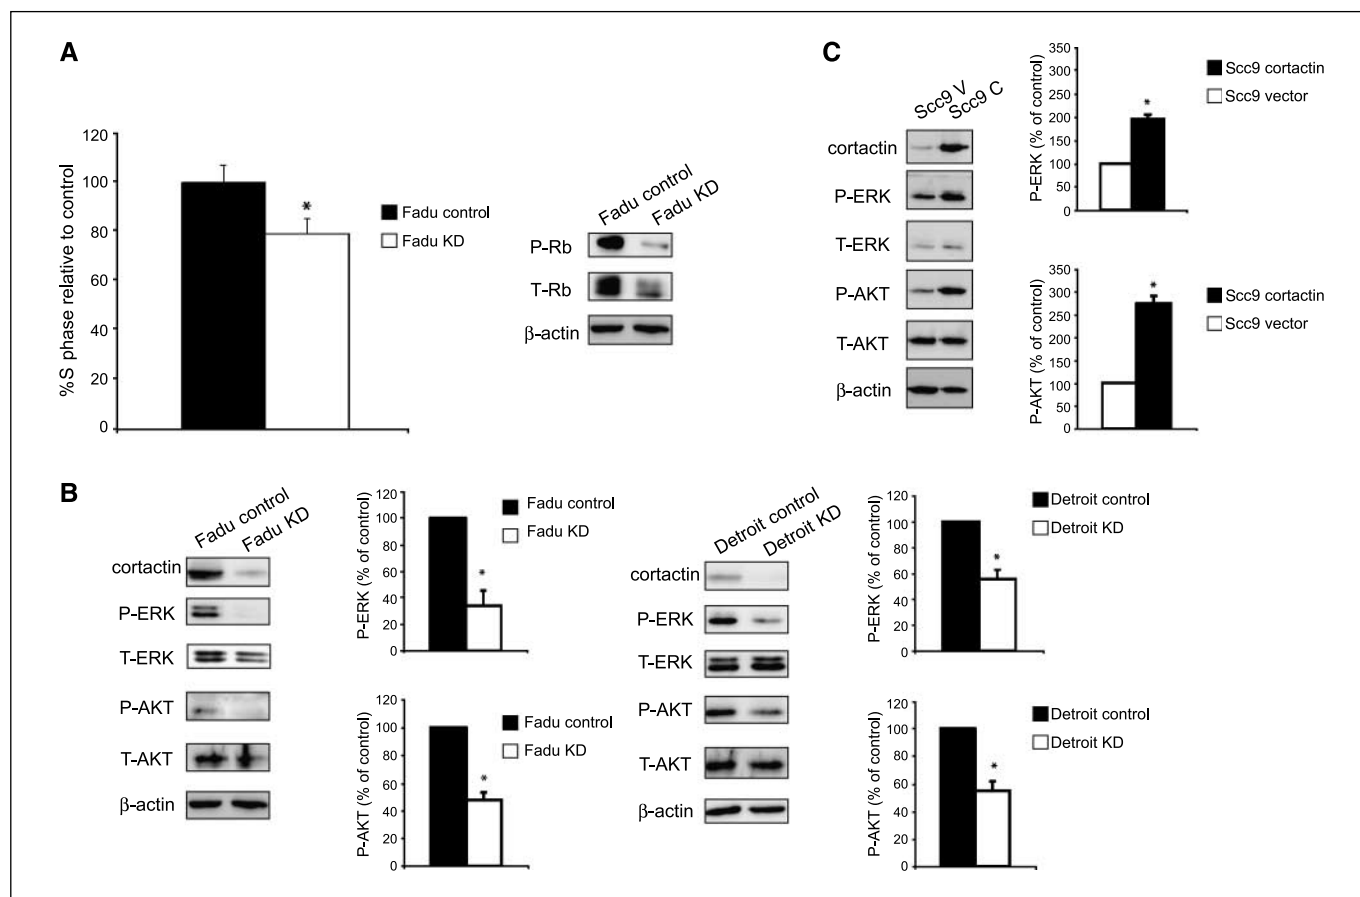 A
%S phase relative to control
120
100
80
60
40
20
0
*
Fadu control
Fadu KD
Fadu control
Fadu KD
P-Rb
T-Rb
β-actin
C
Scc9 V
Scc9 C
cortactin
P-ERK
T-ERK
P-AKT
T-AKT
β-actin
P-ERK (% of control)
350
300
250
200
150
100
50
0
*
Scc9 cortactin
Scc9 vector
P-AKT (% of control)
350
300
250
200
150
100
50
0
*
Scc9 cortactin
Scc9 vector
B
Fadu control
Fadu KD
cortactin
P-ERK
T-ERK
P-AKT
T-AKT
β-actin
P-ERK (% of control)
120
100
80
60
40
20
0
*
Fadu control
Fadu KD
P-AKT (% of control)
120
100
80
60
40
20
0
*
Fadu control
Fadu KD
Detroit control
Detroit KD
cortactin
P-ERK
T-ERK
P-AKT
T-AKT
β-actin
P-ERK (% of control)
120
100
80
60
40
20
0
*
Detroit control
Detroit KD
P-AKT (% of control)
120
100
80
60
40
20
0
*
Detroit control
Detroit KD